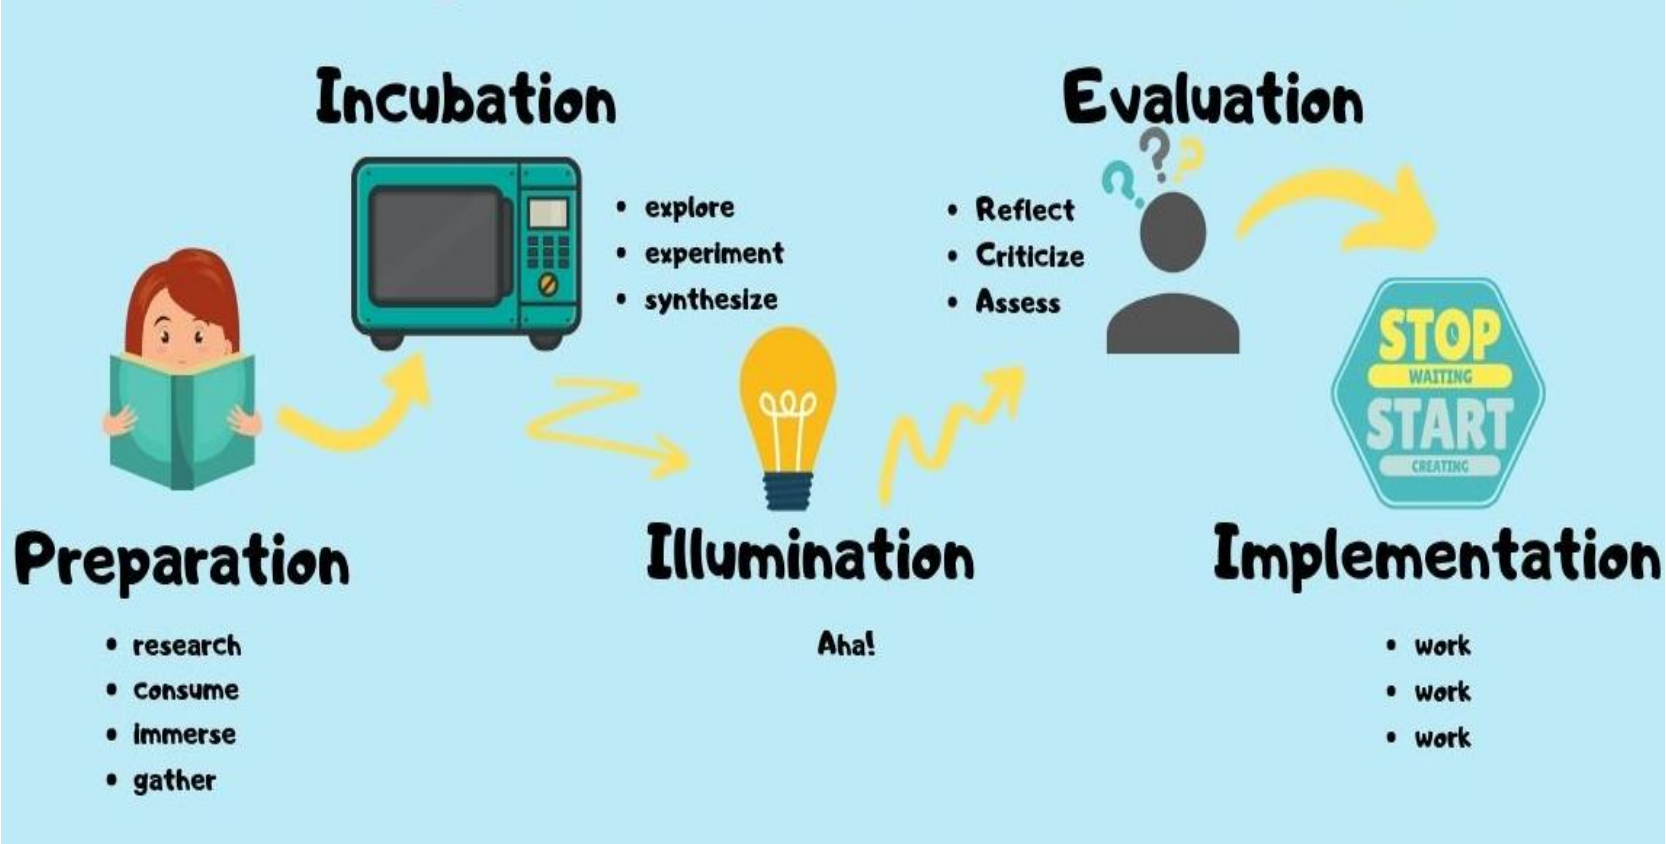 Incubation
Evaluation
• explore
• experiment
• synthesize
• Reflect
• Criticize
• Assess
???
STOP
WAITING
START
CREATING
Preparation
• research
• consume
• immerse
• gather
Illumination
Aha!
Implementation
• work
• work
• work